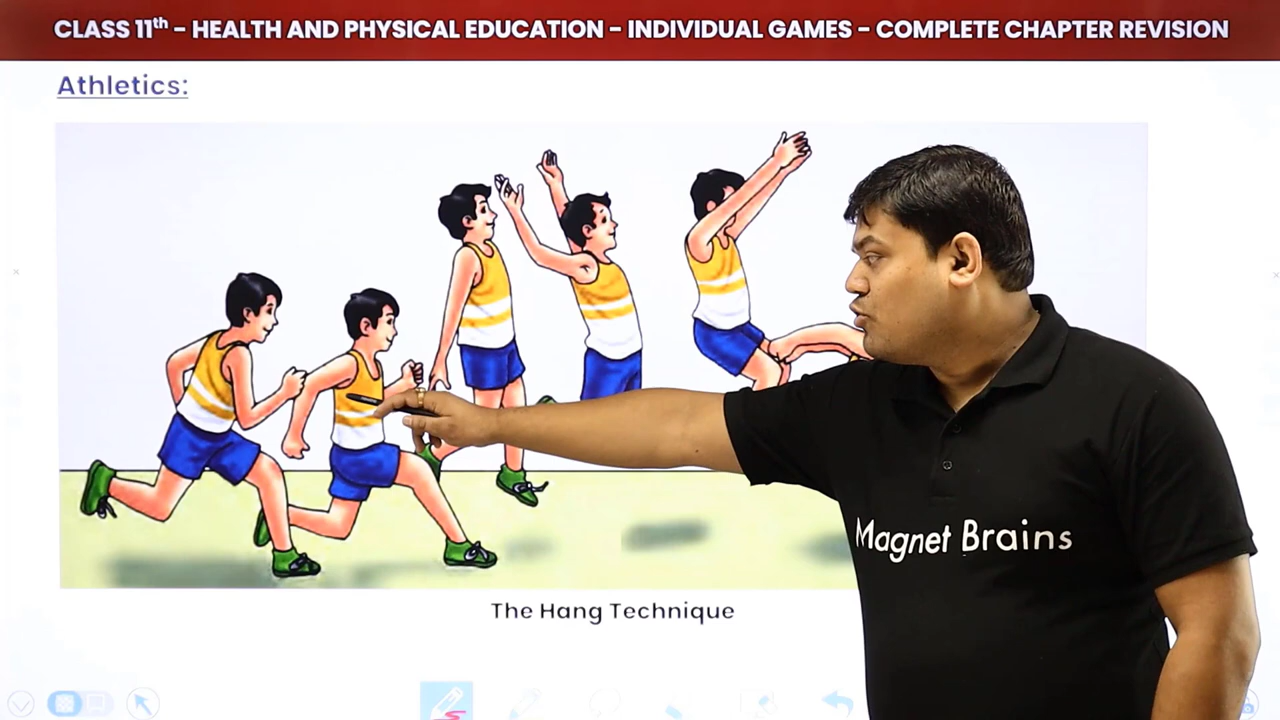 CLASS 11th - HEALTH AND PHYSICAL EDUCATION - INDIVIDUAL GAMES - COMPLETE CHAPTER REVISION
Athletics:
The Hang Technique
Magnet Brains